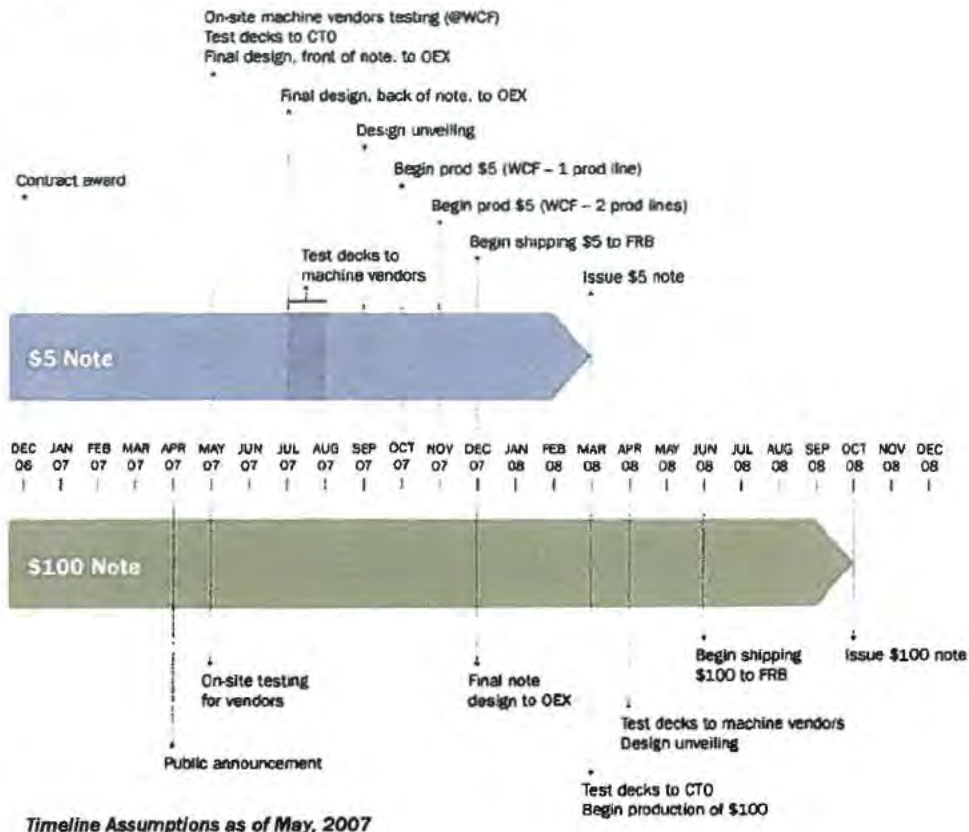 On-site machine vendors testing (@WCF)
Test decks to CTO
Final design, front of note, to OEX
Final design, back of note, to OEX
Design unveiling
Contract award
Begin prod $5 (WCF – 1 prod line)
Begin prod $5 (WCF – 2 prod lines)
Begin shipping $5 to FRB
Test decks to
machine vendors
Issue $5 note
$5 Note
DEC JAN FEB MAR APR MAY JUN JUL AUG SEP OCT NOV DEC JAN FEB MAR APR MAY JUN JUL AUG SEP OCT NOV DEC
06 07 07 07 07 07 07 07 07 07 07 07 07 08 08 08 08 08 08 08 08 08 08 08 08
$100 Note
Begin shipping
$100 to FRB
Issue $100 note
On-site testing
for vendors
Final note
design to OEX
Test decks to machine vendors
Design unveiling
Public announcement
Test decks to CTO
Begin production of $100
Timeline Assumptions as of May, 2007